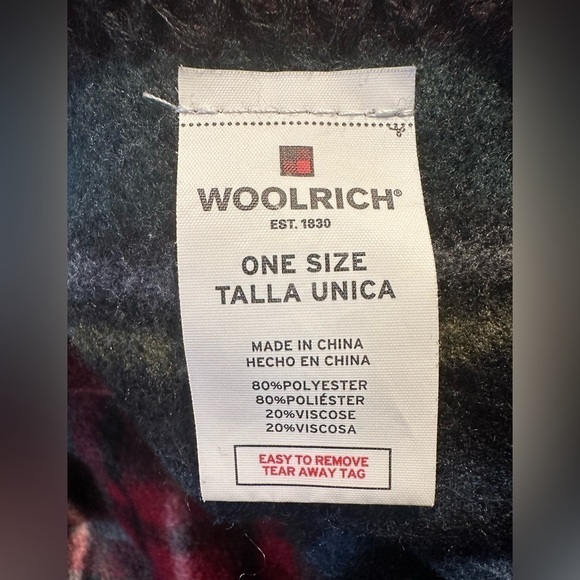 WOOLRICH®
EST. 1830
ONE SIZE
TALLA UNICA
MADE IN CHINA
HECHO EN CHINA
80%POLYESTER
80%POLIÉSTER
20%VISCOSE
20%VISCOSA
EASY TO REMOVE
TEAR AWAY TAG